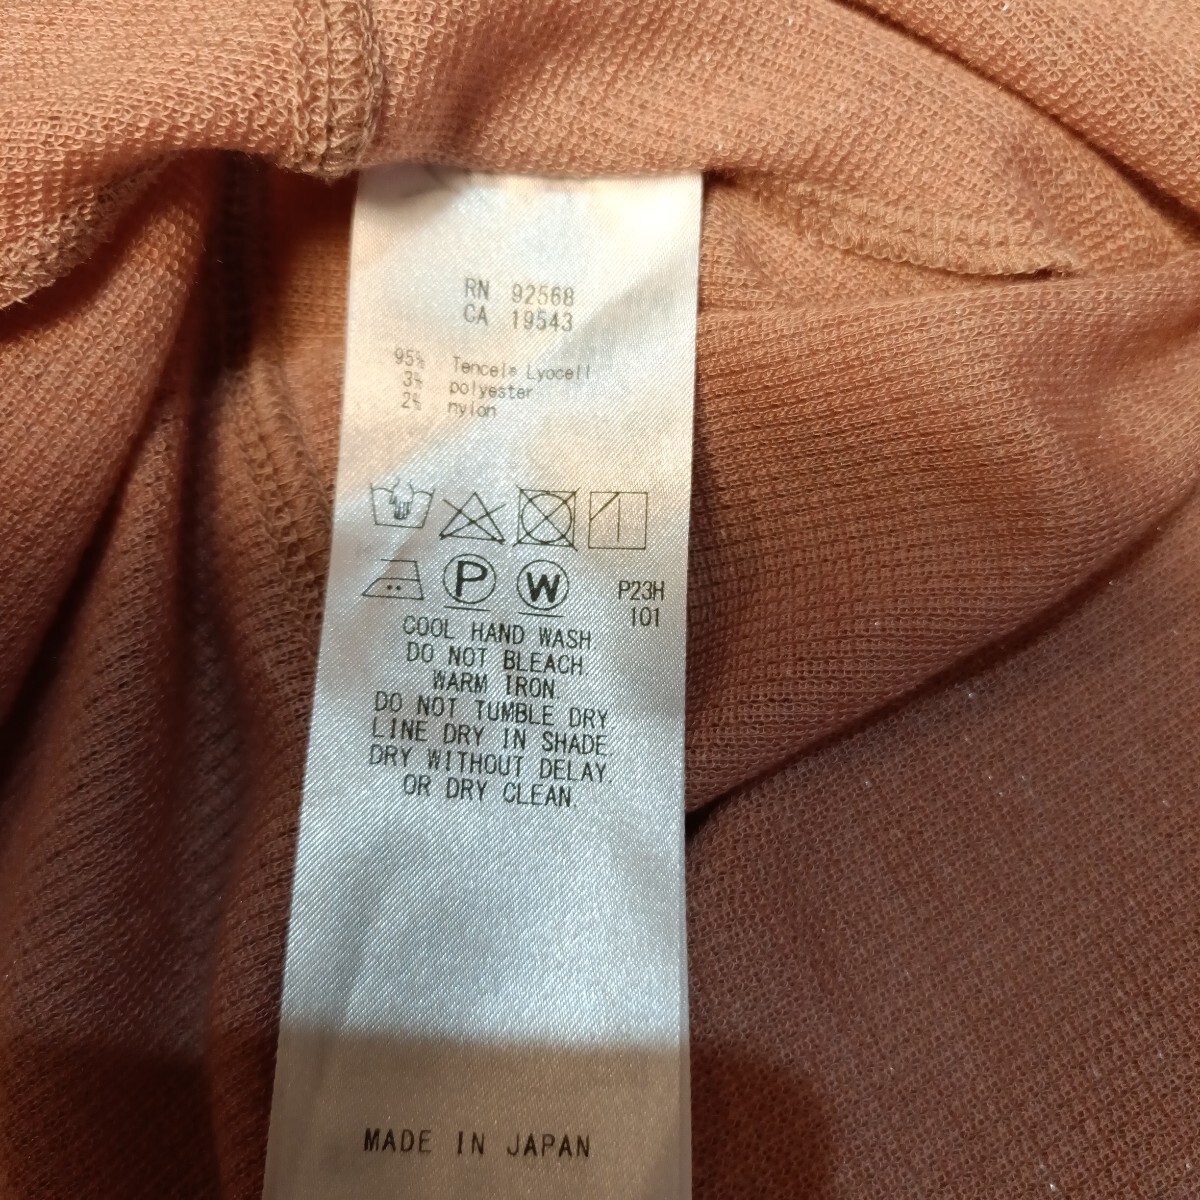 RN 92568
CA 19543
95% Tencel® Lyocell
3% polyester
2% nylon
P W P23H
101
COOL HAND WASH
DO NOT BLEACH
WARM IRON
DO NOT TUMBLE DRY
LINE DRY IN SHADE
DRY WITHOUT DELAY.
OR DRY CLEAN.
MADE IN JAPAN